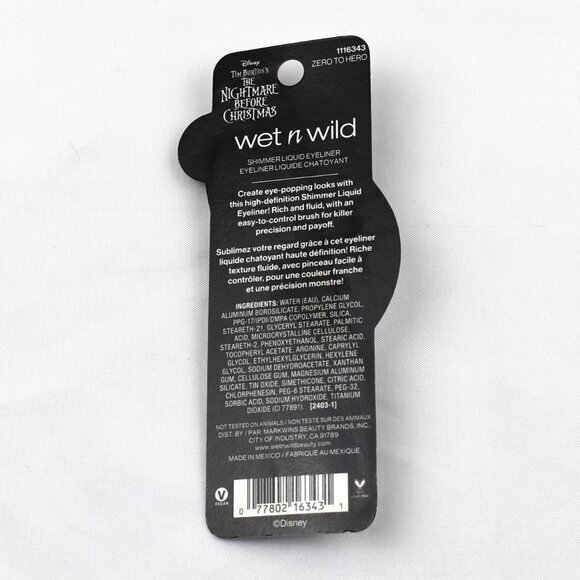 Disney
TIM BURTON'S
THE
NIGHTMARE
BEFORE
CHRISTMAS
1116343
ZERO TO HERO
wet n wild
SHIMMER LIQUID EYELINER
EYELINER LIQUIDE CHATOYANT
Create eye-popping looks with
this high-definition Shimmer Liquid
Eyeliner! Rich and fluid, with an
easy-to-control brush for killer
precision and payoff.
Sublimez votre regard grâce à cet eyeliner
liquide chatoyant haute définition! Riche
texture fluide, avec pinceau facile à
contrôler, pour une couleur franche
et une précision monstre!
INGREDIENTS: WATER (EAU), CALCIUM
ALUMINUM BOROSILICATE, PROPYLENE GLYCOL,
PPG-17/IPDI/DMPA COPOLYMER, SILICA,
STEARETH-21, GLYCERYL STEARATE, PALMITIC
ACID, MICROCRYSTALLINE CELLULOSE,
STEARETH-2, PHENOXYETHANOL, STEARIC ACID,
TOCOPHERYL ACETATE, ARGININE, CAPRYLYL
GLYCOL, ETHYLHEXYLGLYCERIN, HEXYLENE
GLYCOL, SODIUM DEHYDROACETATE, XANTHAN
GUM, CELLULOSE GUM, MAGNESIUM ALUMINUM
SILICATE, TIN OXIDE, SIMETHICONE, CITRIC ACID,
CHLORPHENESIN, PEG-6 STEARATE, PEG-32,
SORBIC ACID, SODIUM HYDROXIDE, TITANIUM
DIOXIDE (CI 77891). [2403-1]
NOT TESTED ON ANIMALS / NON TESTÉ SUR DES ANIMAUX
DIST. BY / PAR MARKWINS BEAUTY BRANDS, INC.
CITY OF INDUSTRY, CA 91789
www.wetnwildbeauty.com
MADE IN MEXICO / FABRIQUÉ AU MEXIQUE
VEGAN
0 77802 16343 1
©Disney